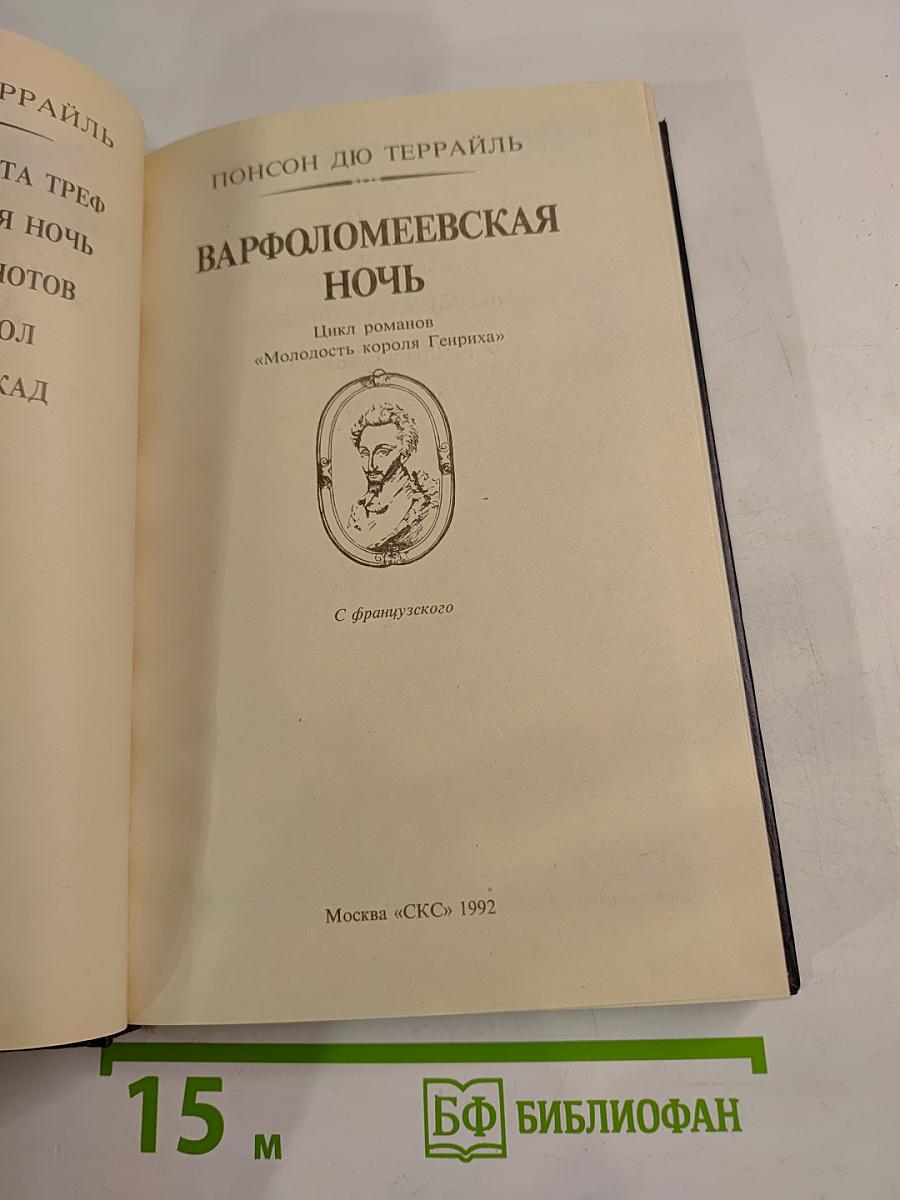 РРАЙЛЬ
ТА ТРЕФ
Я НОЧЬ
НОТОВ
ОЛ
КАД
ПОНСОН ДЮ ТЕРРАЙЛЬ
ВАРФОЛОМЕЕВСКАЯ
НОЧЬ
Цикл романов
«Молодость короля Генриха»
С французского
Москва «СКС» 1992
15 м
БФ БИБЛИОФАН